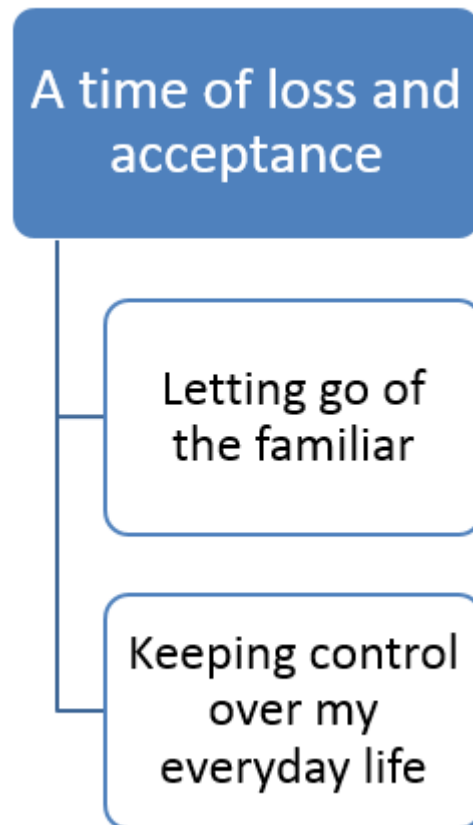 A time of loss and
acceptance
Letting go of
the familiar
Keeping control
over my
everyday life